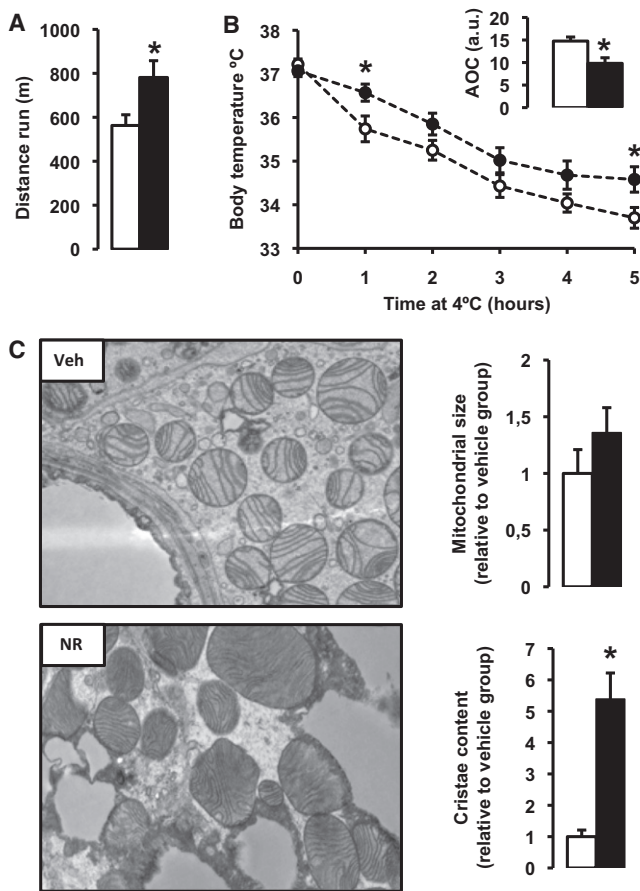 A
Distance run (m)
1000
800
600
400
200
0
*
B
Body temperature ºC
37
36
35
34
33
*
*
0 1 2 3 4 5
Time at 4ºC (hours)
AOC (a.u.)
20
15
10
5
0
*
C
Veh
Mitochondrial size
(relative to vehicle group)
2
1,5
1
0,5
0
NR
Cristae content
(relative to vehicle group)
7
6
5
4
3
2
1
0
*